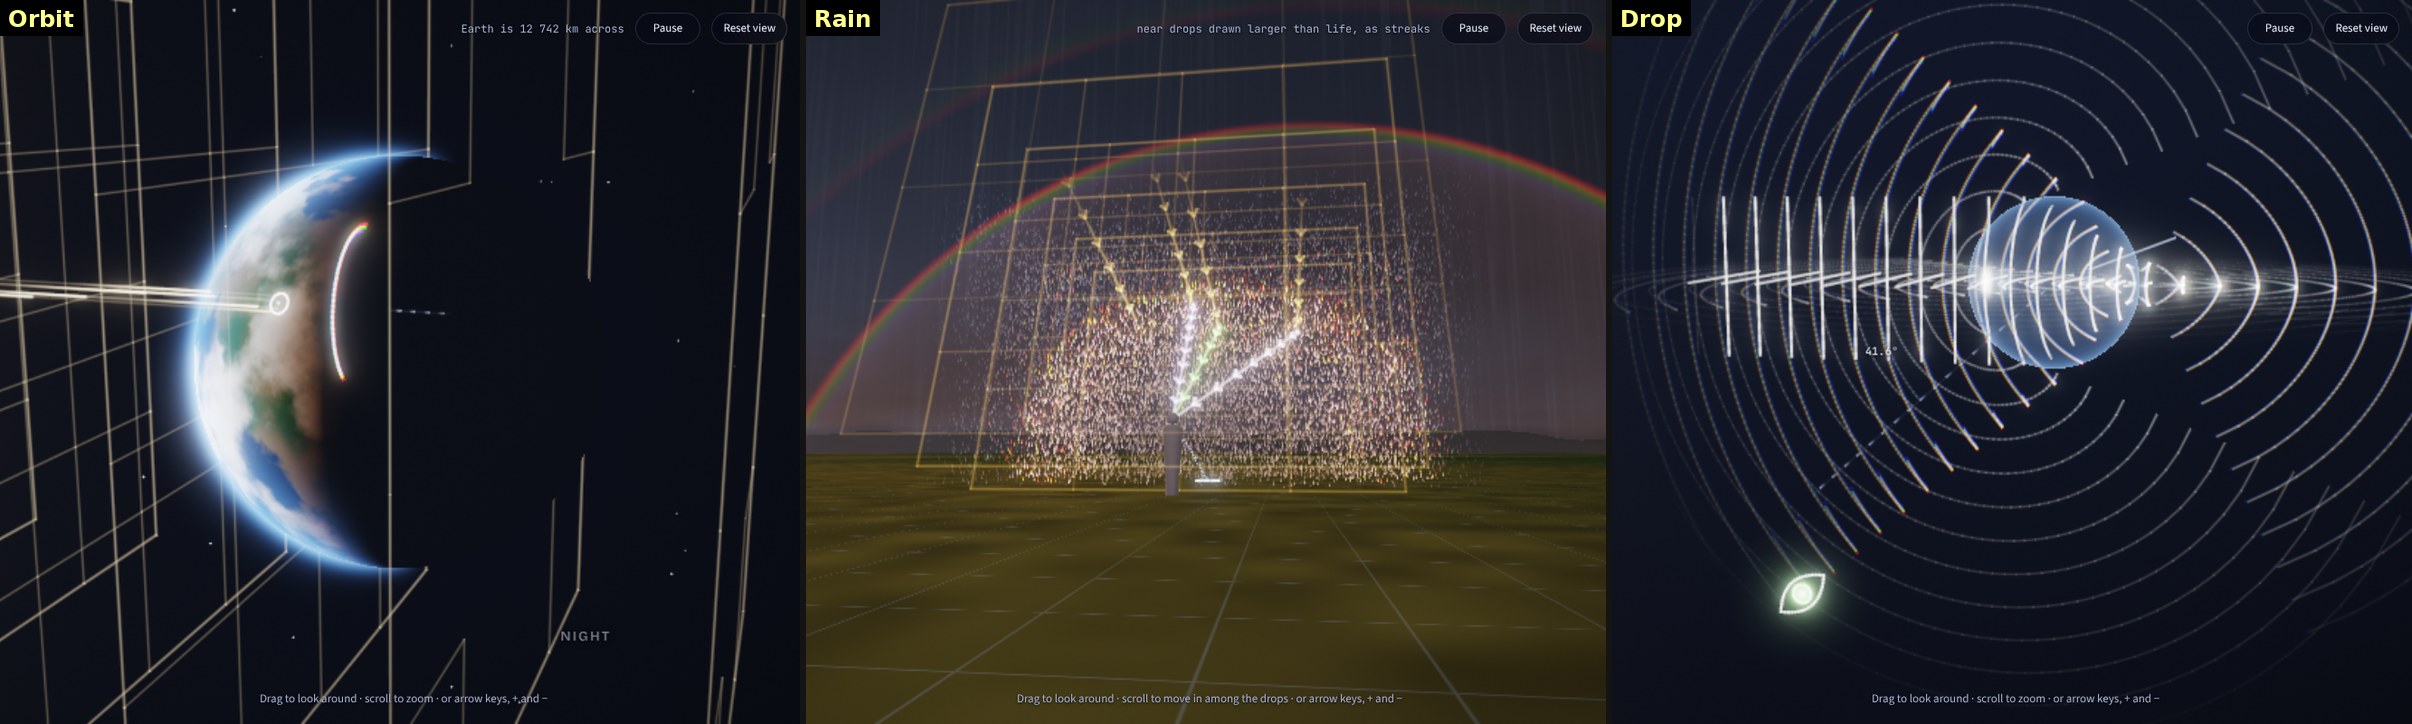 Orbit
Earth is 12 742 km across
Pause
Reset view
NIGHT
Drag to look around · scroll to zoom · or arrow keys, + and −
Rain
near drops drawn larger than life, as streaks
Pause
Reset view
Drag to look around · scroll to move in among the drops · or arrow keys, + and −
Drop
Pause
Reset view
41.6°
Drag to look around · scroll to zoom · or arrow keys, + and −